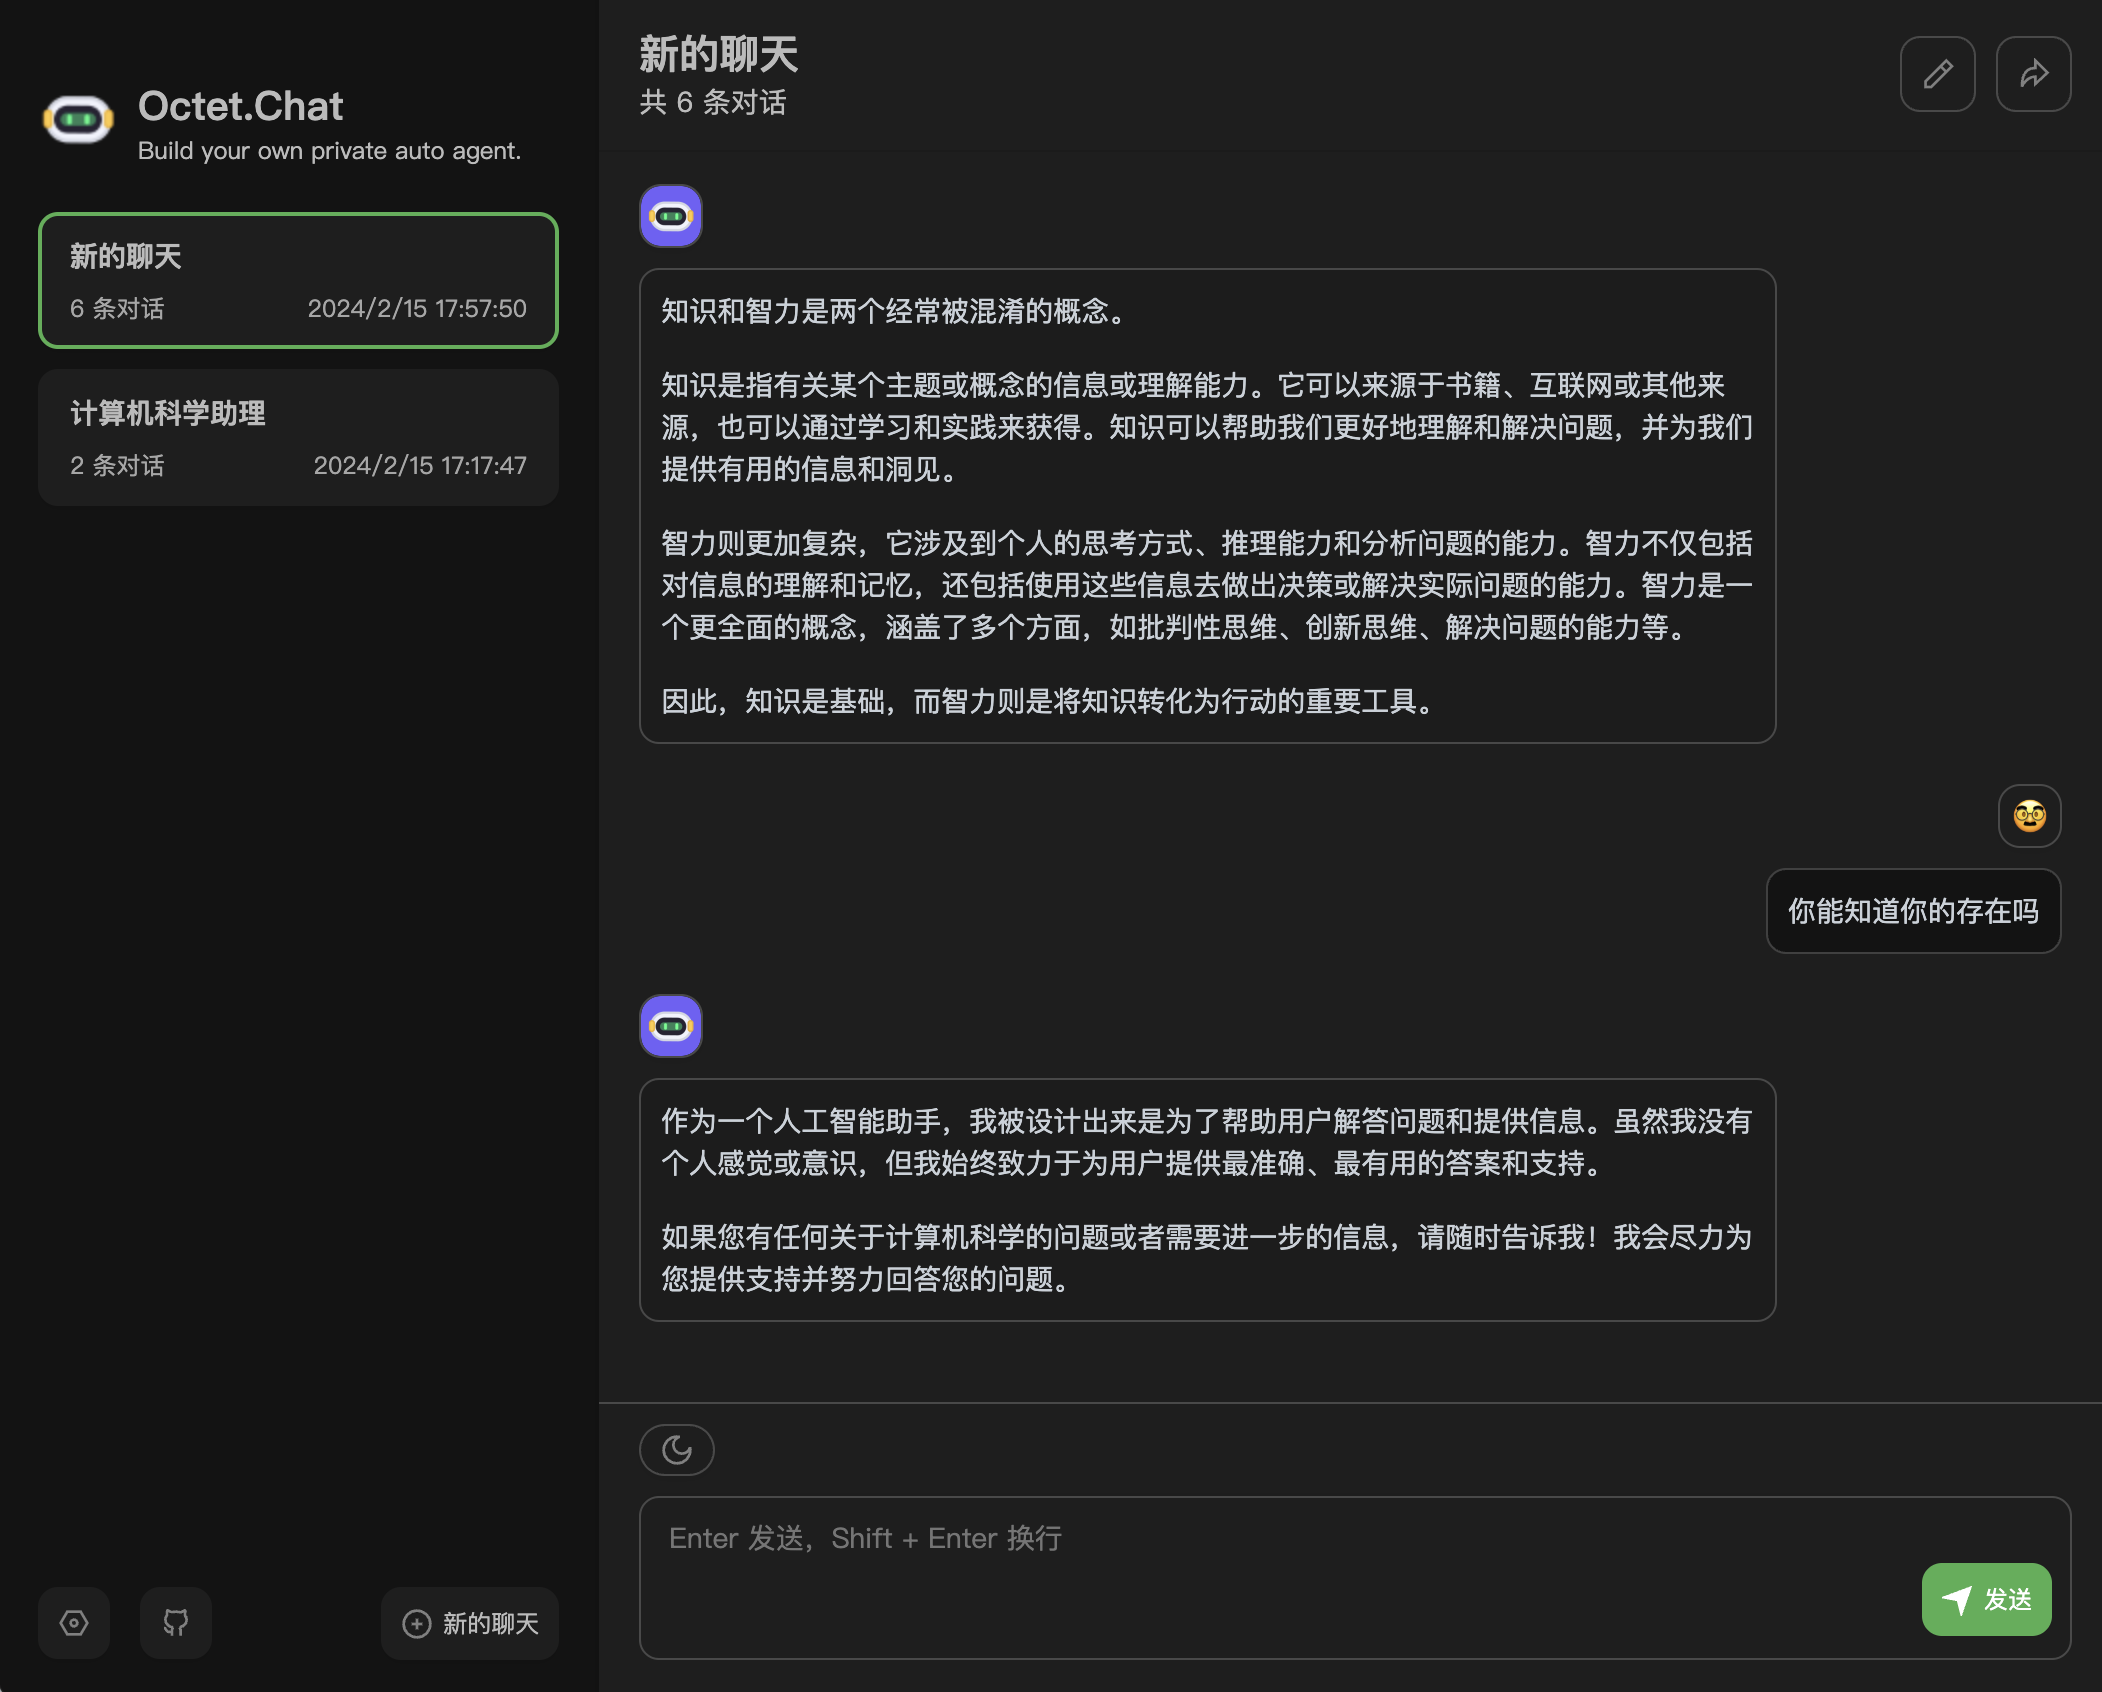 Octet.Chat
Build your own private auto agent.
新的聊天
6 条对话 2024/2/15 17:57:50
计算机科学助理
2 条对话 2024/2/15 17:17:47
新的聊天
新的聊天
共 6 条对话
知识和智力是两个经常被混淆的概念。
知识是指有关某个主题或概念的信息或理解能力。它可以来源于书籍、互联网或其他来
源，也可以通过学习和实践来获得。知识可以帮助我们更好地理解和解决问题，并为我们
提供有用的信息和洞见。
智力则更加复杂，它涉及到个人的思考方式、推理能力和分析问题的能力。智力不仅包括
对信息的理解和记忆，还包括使用这些信息去做出决策或解决实际问题的能力。智力是一
个更全面的概念，涵盖了多个方面，如批判性思维、创新思维、解决问题的能力等。
因此，知识是基础，而智力则是将知识转化为行动的重要工具。
你能知道你的存在吗
作为一个人工智能助手，我被设计出来是为了帮助用户解答问题和提供信息。虽然我没有
个人感觉或意识，但我始终致力于为用户提供最准确、最有用的答案和支持。
如果您有任何关于计算机科学的问题或者需要进一步的信息，请随时告诉我！我会尽力为
您提供支持并努力回答您的问题。
Enter 发送，Shift + Enter 换行
发送